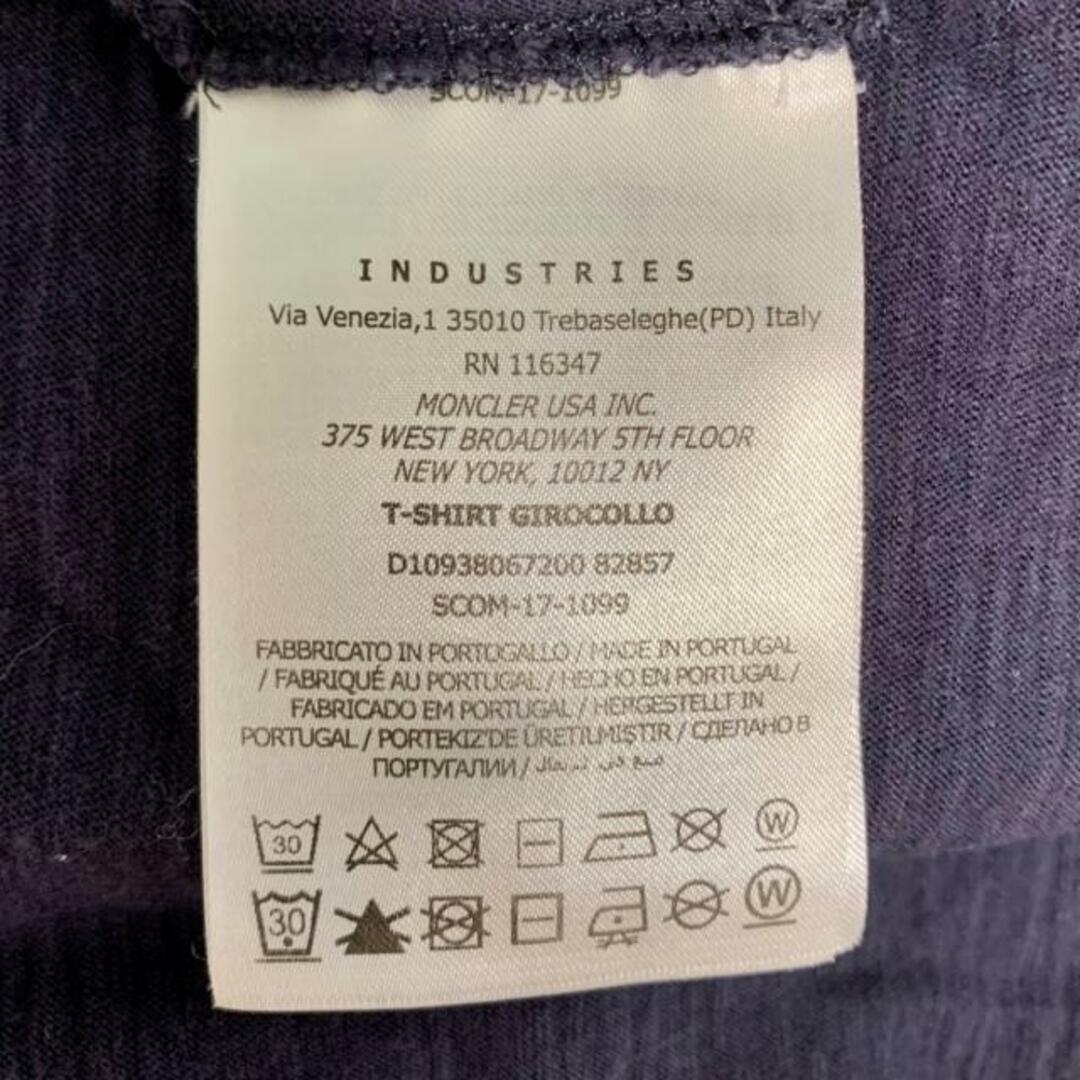 SCOM-17-1099
INDUSTRIES
Via Venezia,1 35010 Trebaseleghe(PD) Italy
RN 116347
MONCLER USA INC.
375 WEST BROADWAY 5TH FLOOR
NEW YORK, 10012 NY
T-SHIRT GIROCOLLO
D10938067200 82857
SCOM-17-1099
FABBRICATO IN PORTOGALLO / MADE IN PORTUGAL
/ FABRIQUÉ AU PORTUGAL / HECHO EN PORTUGAL /
FABRICADO EM PORTUGAL / HERGESTELLT IN
PORTUGAL / PORTEKIZ'DE ÜRETILMIŞTIR / СДЕЛАНО В
ПОРТУГАЛИИ / صنع في
30 W
30 W